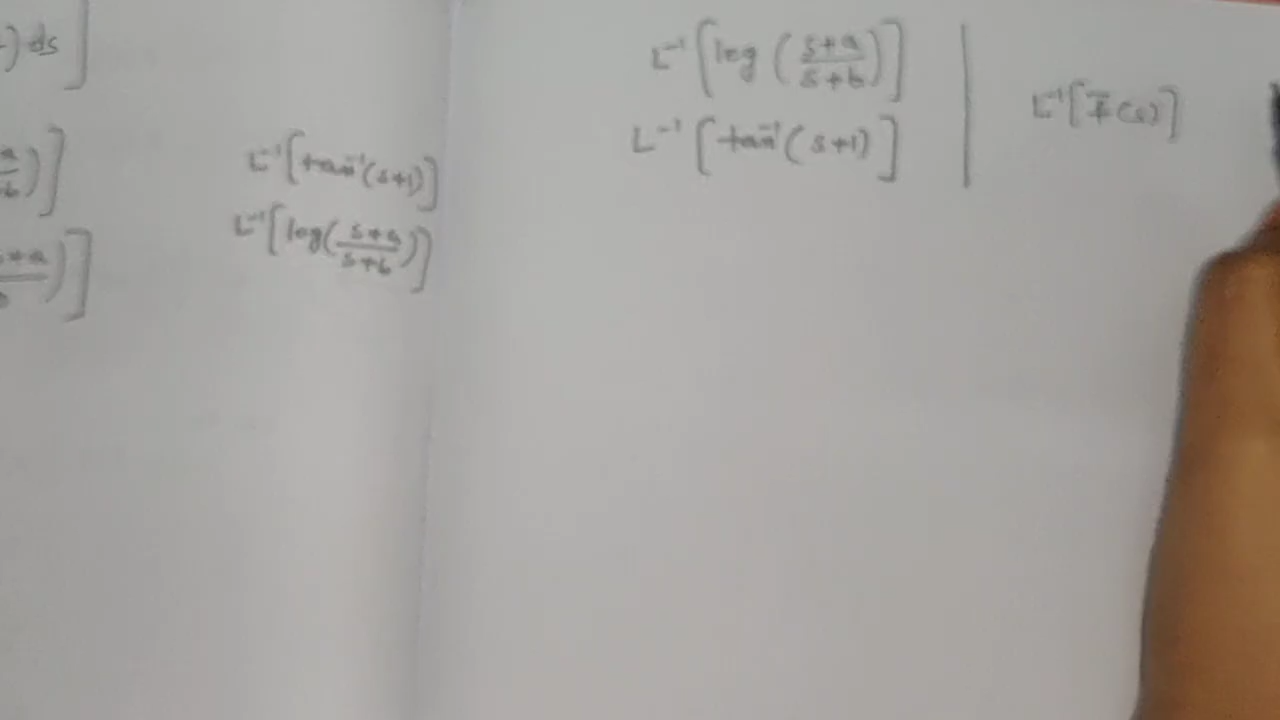 ) ds ]
)]
s+a )]
L⁻¹[tan⁻¹(s+1)]
L⁻¹[log(s+a/s+b)]
L⁻¹[log (s+a/s+b)]
L⁻¹[tan⁻¹(s+1)]
L⁻¹[f̄(s)]